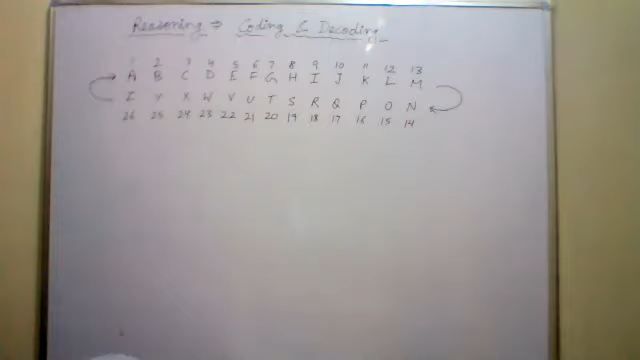 Reasoning ⇒ Coding & Decoding
1 2 3 4 5 6 7 8 9 10 11 12 13
A B C D E F G H I J K L M
Z Y X W V U T S R Q P O N
26 25 24 23 22 21 20 19 18 17 16 15 14